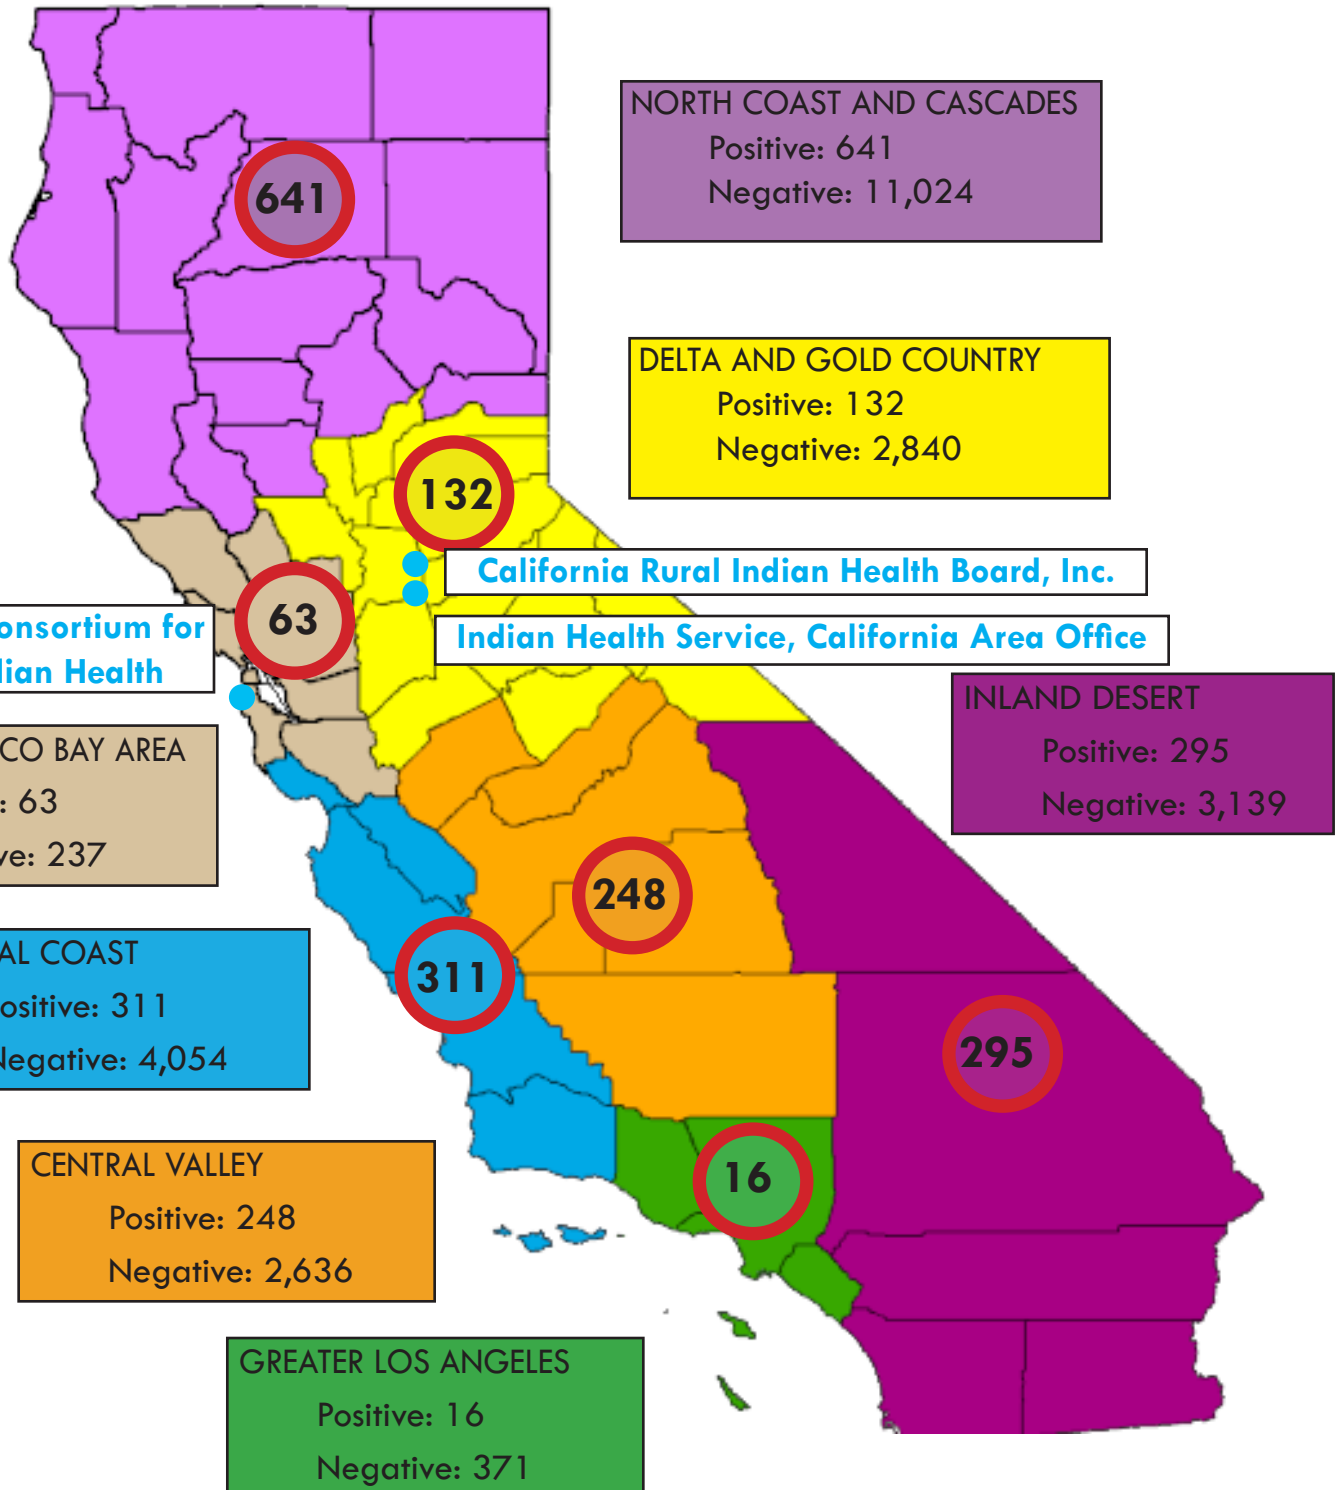 NORTH COAST AND CASCADES
Positive: 641
Negative: 11,024
641
DELTA AND GOLD COUNTRY
Positive: 132
Negative: 2,840
132
California Rural Indian Health Board, Inc.
63
onsortium for
Indian Health Service, California Area Office
dian Health
INLAND DESERT
Positive: 295
Negative: 3,139
CO BAY AREA
: 63
ve: 237
248
AL COAST
ositive: 311
Negative: 4,054
311
295
CENTRAL VALLEY
Positive: 248
Negative: 2,636
16
GREATER LOS ANGELES
Positive: 16
Negative: 371